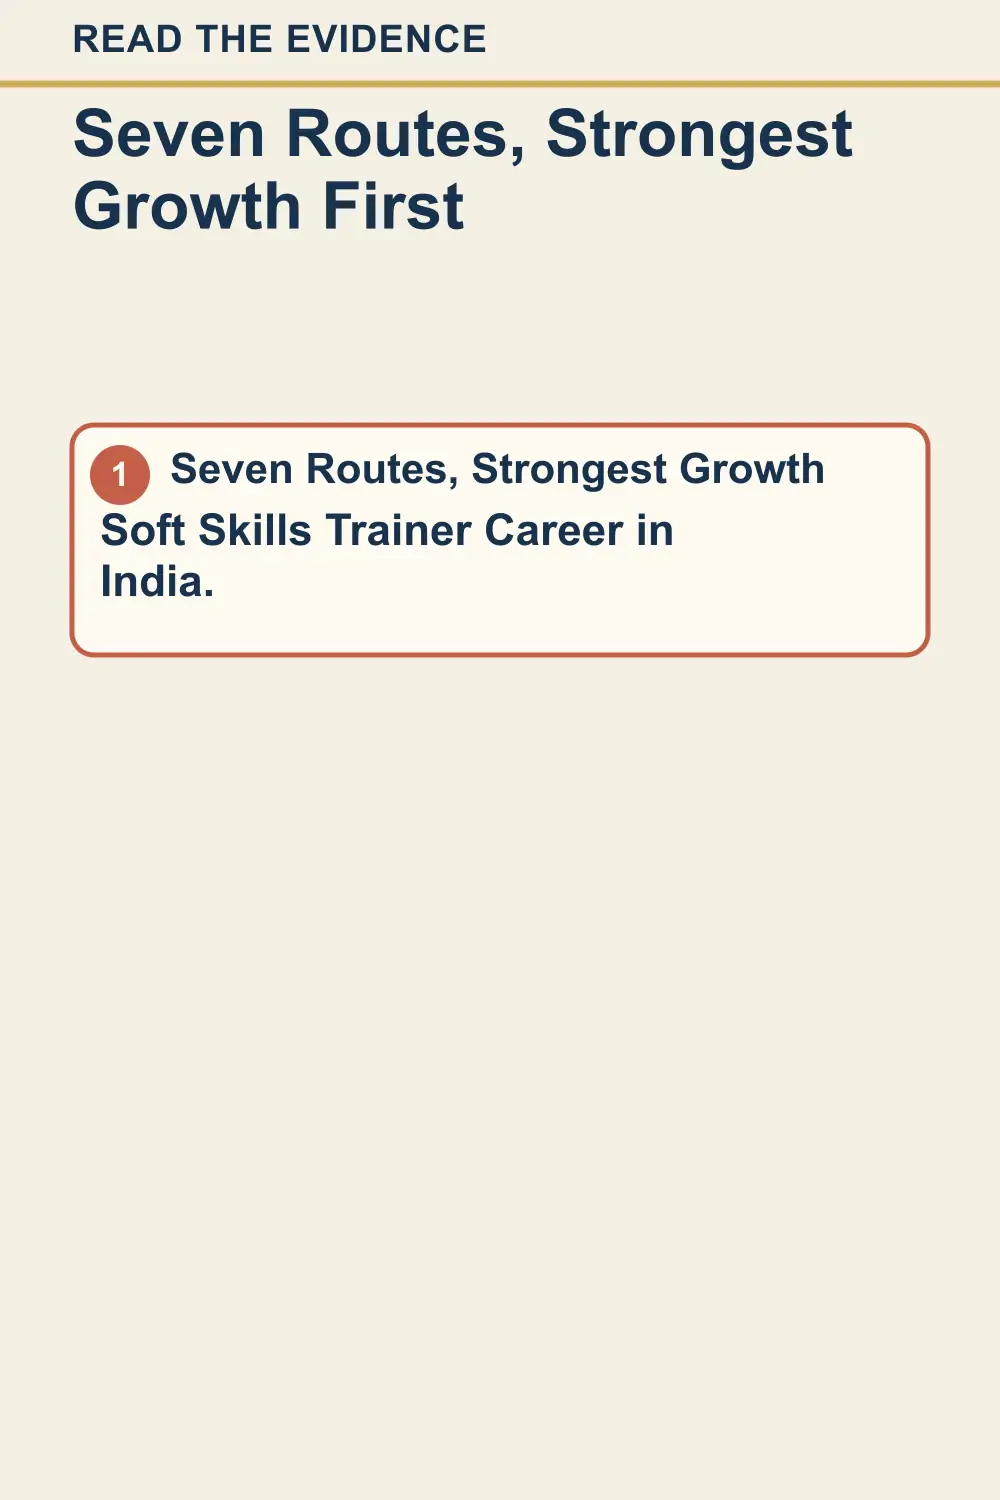 READ THE EVIDENCE
Seven Routes, Strongest
Growth First
1 Seven Routes, Strongest Growth
Soft Skills Trainer Career in
India.